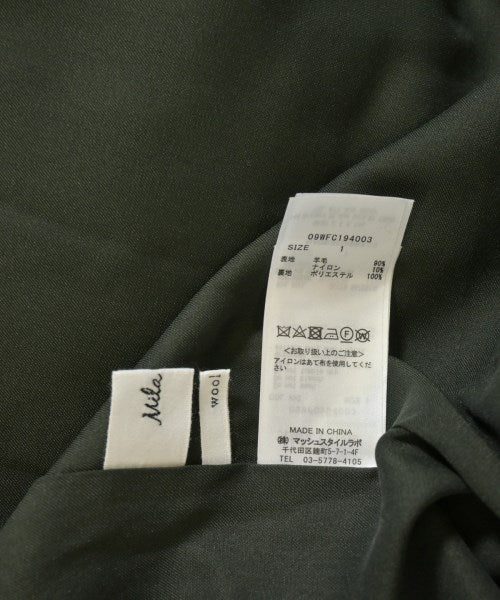 09WFC194003
SIZE 1
表地 羊毛 90%
ナイロン 10%
裏地 ポリエステル 100%
<お取り扱い上のご注意>
アイロンはあて布を使用してくだ
さい
MADE IN CHINA
㈱マッシュスタイルラボ
千代田区麹町5-7-1-4F
TEL 03-5778-4105
Mila
wool